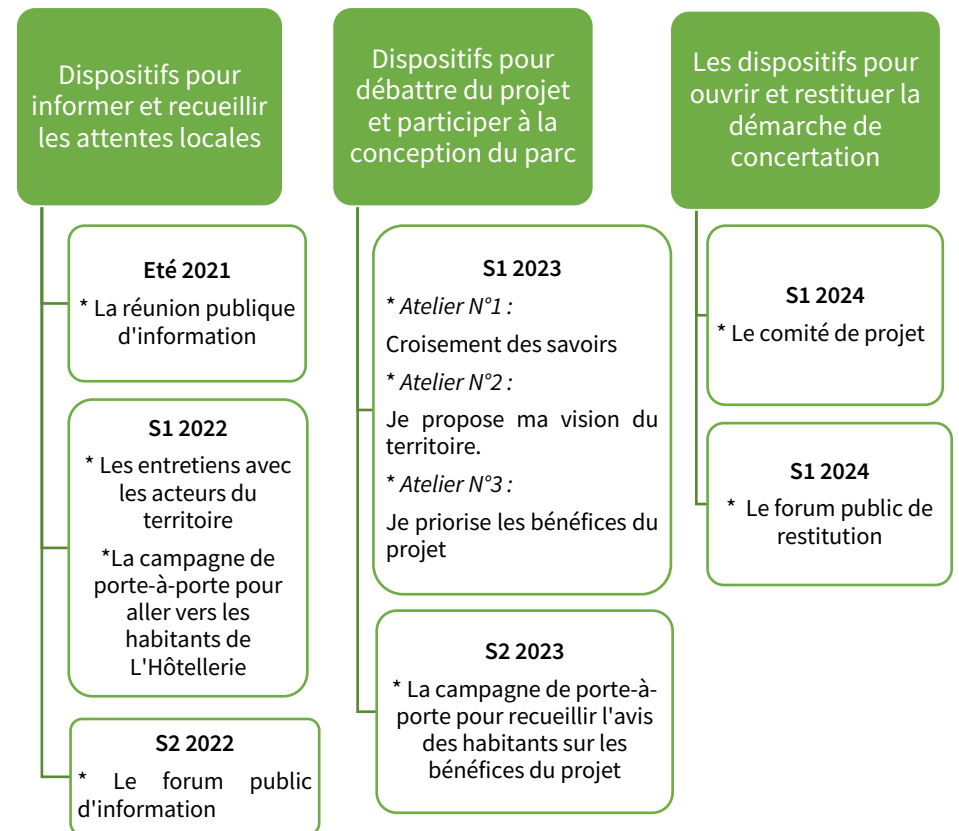 Dispositifs pour
informer et recueillir
les attentes locales
Eté 2021
* La réunion publique
d'information
S1 2022
* Les entretiens avec
les acteurs du
territoire
*La campagne de
porte-à-porte pour
aller vers les
habitants de
L'Hôtellerie
S2 2022
* Le forum public
d'information
Dispositifs pour
débattre du projet
et participer à la
conception du parc
S1 2023
* Atelier N°1 :
Croisement des savoirs
* Atelier N°2 :
Je propose ma vision du
territoire.
* Atelier N°3 :
Je priorise les bénéfices du
projet
S2 2023
* La campagne de porte-à-
porte pour recueillir l'avis
des habitants sur les
bénéfices du projet
Les dispositifs pour
ouvrir et restituer la
démarche de
concertation
S1 2024
* Le comité de projet
S1 2024
* Le forum public de
restitution